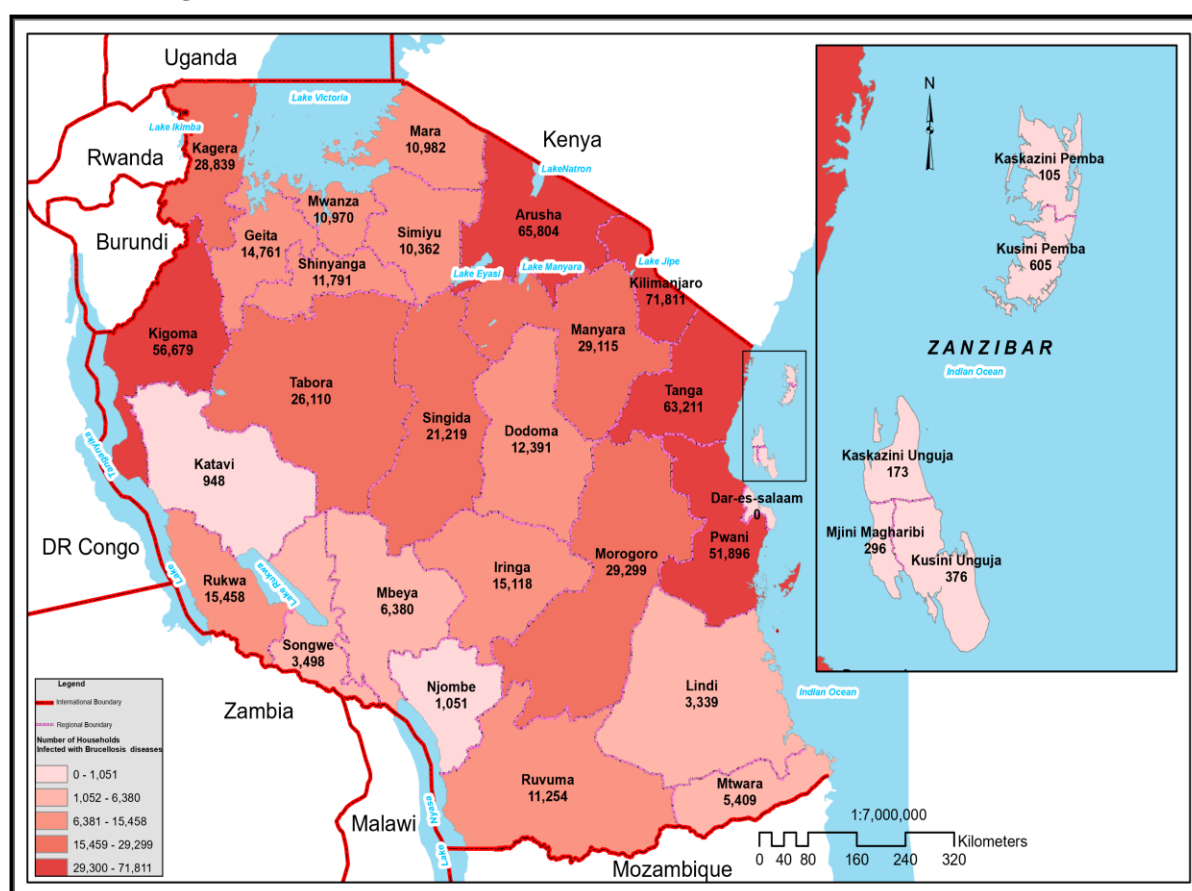 Uganda
Lake Victoria
Lake Ikimba
Kagera
28,839
Mara
10,982
Kenya
Rwanda
LakeNatron
Mwanza
10,970
Arusha
65,804
Burundi
Geita
14,761
Simiyu
10,362
Shinyanga
11,791
Lake Eyasi
Lake Manyara
Lake Jipe
Kilimanjaro
71,811
Kigoma
56,679
Manyara
29,115
Tabora
26,110
Singida
21,219
Dodoma
12,391
Tanga
63,211
Katavi
948
Dar-es-salaam
0
Lake
Tanganyika
DR Congo
Rukwa
15,458
Lake Rukwa
Mbeya
6,380
Iringa
15,118
Morogoro
29,299
Pwani
51,896
Songwe
3,498
Njombe
1,051
Lindi
3,339
Indian Ocean
Zambia
Ruvuma
11,254
Mtwara
5,409
Malawi
Lake
Nyasa
Mozambique
N
Kaskazini Pemba
105
Kusini Pemba
605
ZANZIBAR
Indian Ocean
Kaskazini Unguja
173
Mjini Magharibi
296
Kusini Unguja
376
Legend
International Boundary
Regional Boundary
Number of Households
Infected with Brucellosis diseases
0 - 1,051
1,052 - 6,380
6,381 - 15,458
15,459 - 29,299
29,300 - 71,811
1:7,000,000
Kilometers
0 40 80 160 240 320